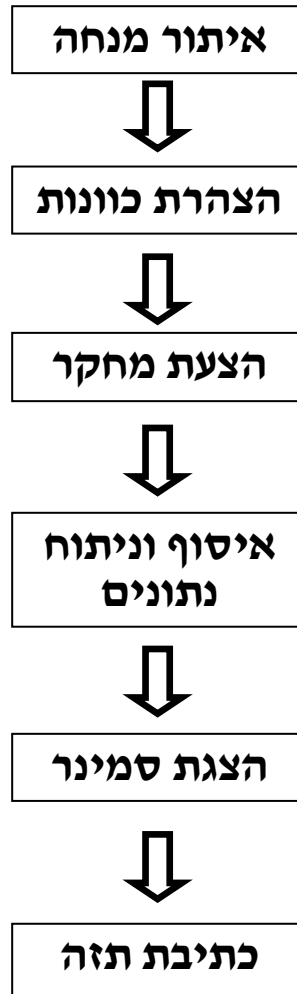 איתור מנחה
הצהרת כוונות
הצעת מחקר
איסוף וניתוח
נתונים
הצגת סמינר
כתיבת תזה